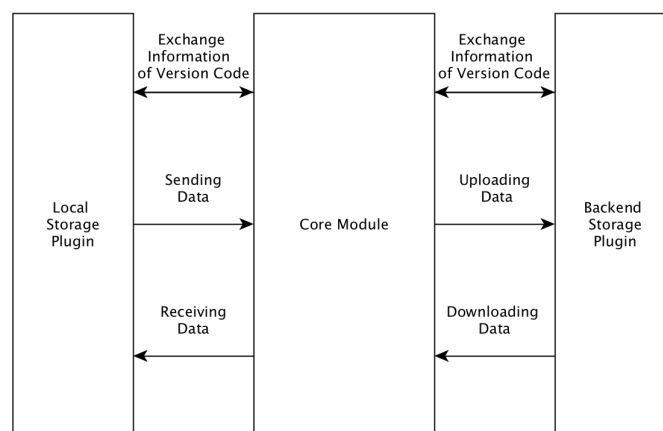 Exchange
Information
of Version Code
Exchange
Information
of Version Code
Sending
Data
Uploading
Data
Local
Storage
Plugin
Core Module
Backend
Storage
Plugin
Receiving
Data
Downloading
Data